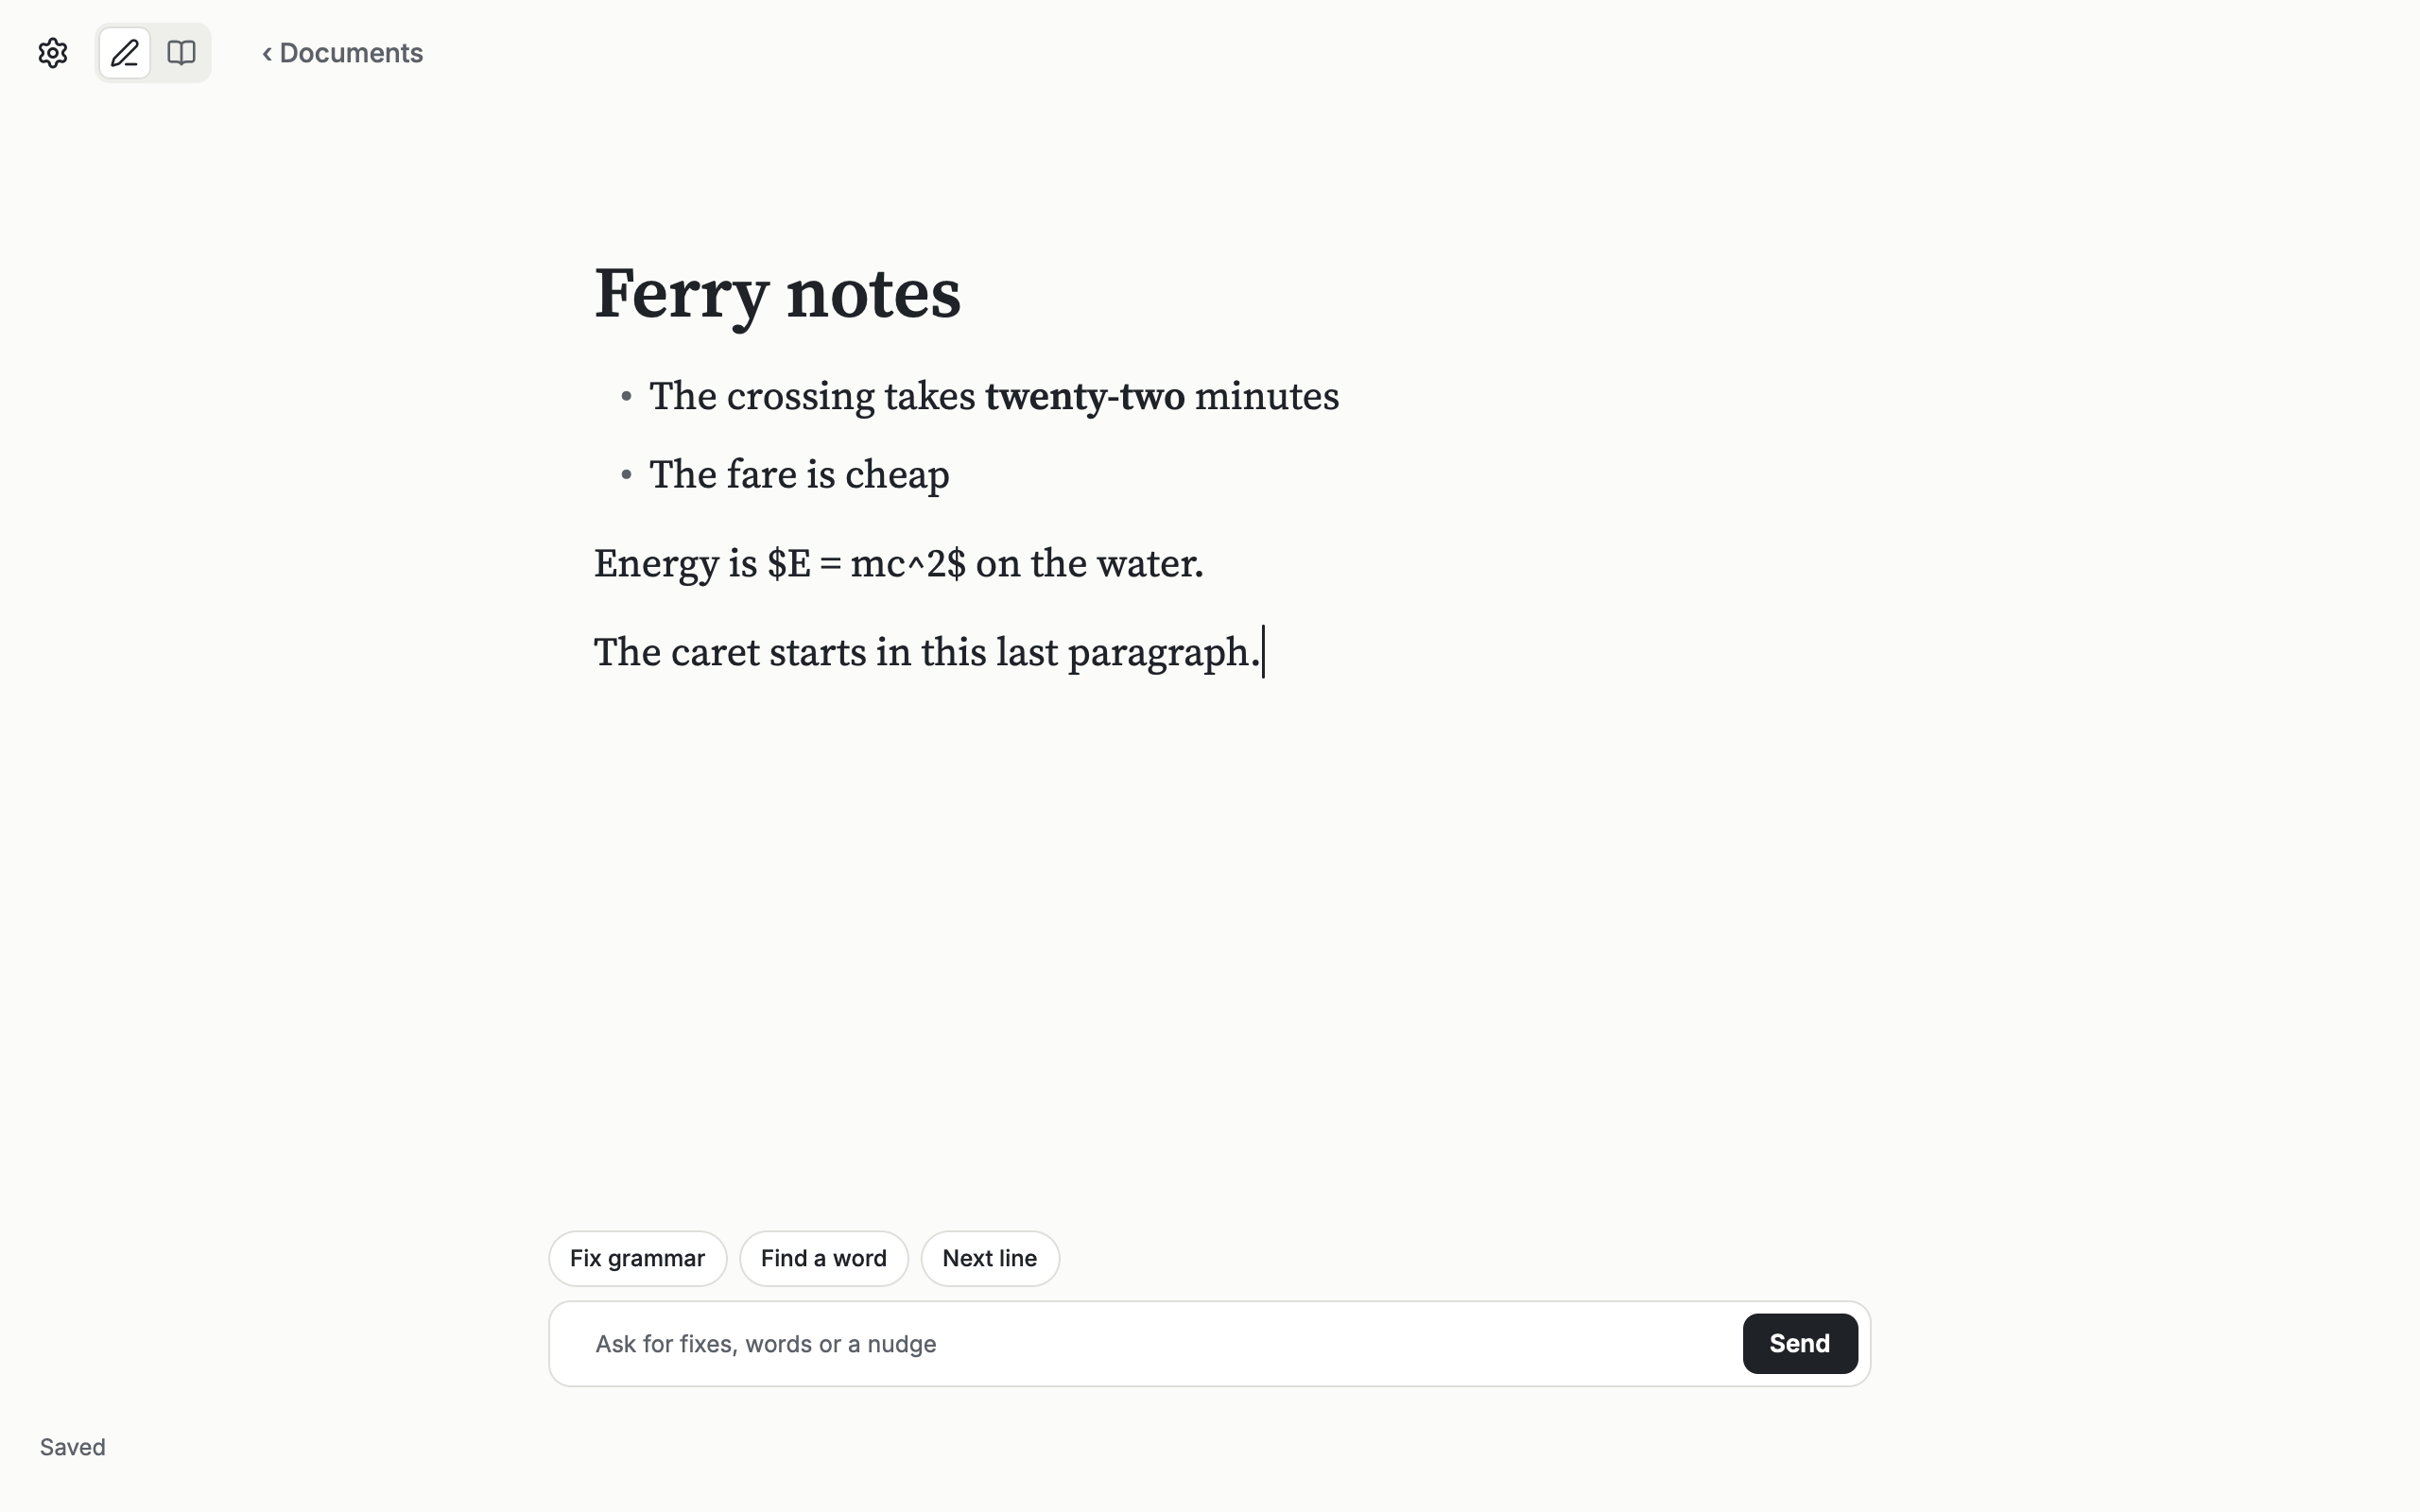 ‹ Documents
Ferry notes
• The crossing takes twenty-two minutes
• The fare is cheap
Energy is $E = mc^2$ on the water.
The caret starts in this last paragraph.
Fix grammar
Find a word
Next line
Ask for fixes, words or a nudge
Send
Saved